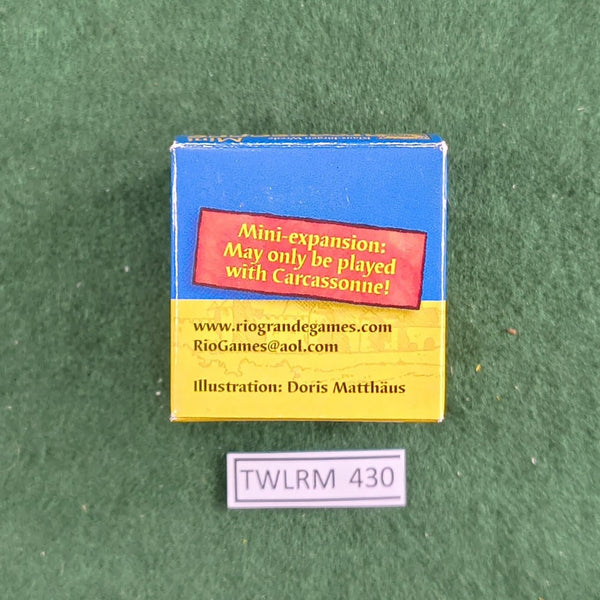 Mini-expansion:
May only be played
with Carcassonne!
www.riograndegames.com
RioGames@aol.com
Illustration: Doris Matthäus
TWLRM 430